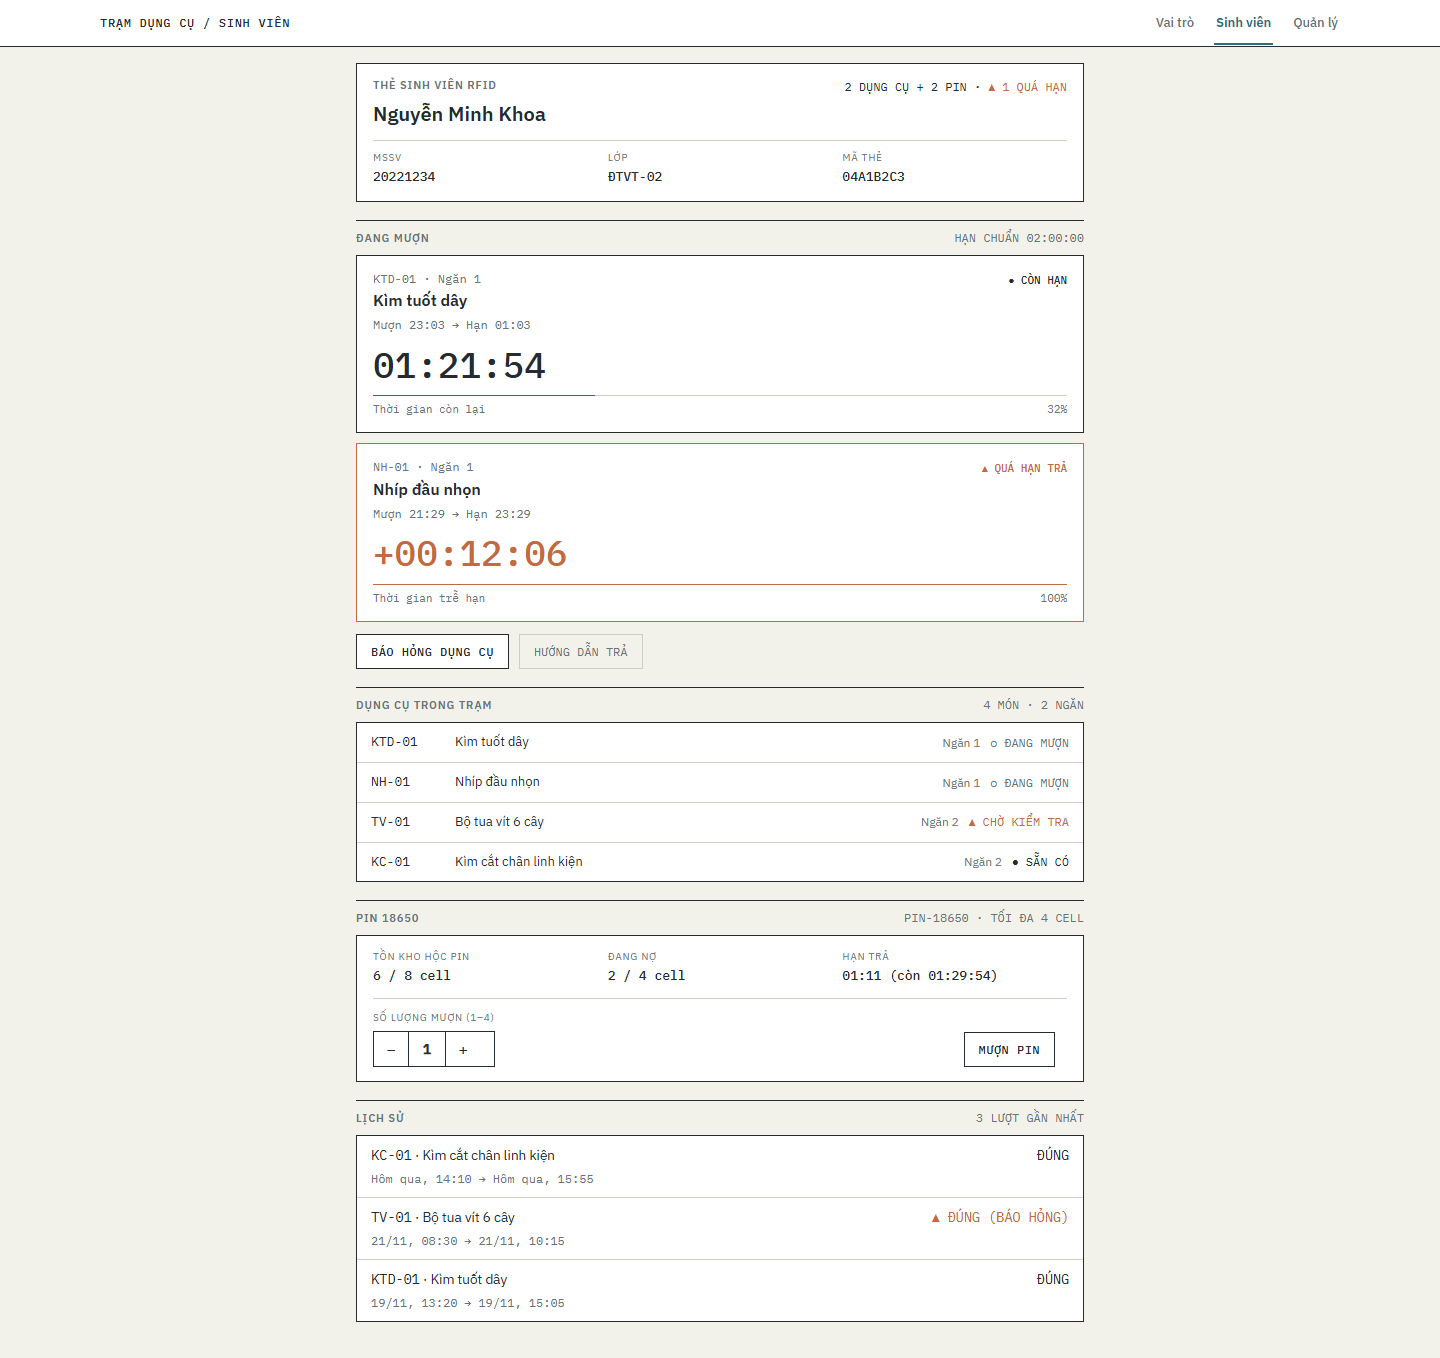 TRẠM DỤNG CỤ / SINH VIÊN
Vai trò Sinh viên Quản lý
THẺ SINH VIÊN RFID
2 DỤNG CỤ + 2 PIN · ▲ 1 QUÁ HẠN
Nguyễn Minh Khoa
MSSV LỚP MÃ THẺ
20221234 ĐTVT-02 04A1B2C3
ĐANG MƯỢN HẠN CHUẨN 02:00:00
KTD-01 · Ngăn 1 ● CÒN HẠN
Kìm tuốt dây
Mượn 23:03 → Hạn 01:03
01:21:54
Thời gian còn lại 32%
NH-01 · Ngăn 1 ▲ QUÁ HẠN TRẢ
Nhíp đầu nhọn
Mượn 21:29 → Hạn 23:29
+00:12:06
Thời gian trễ hạn 100%
BÁO HỎNG DỤNG CỤ HƯỚNG DẪN TRẢ
DỤNG CỤ TRONG TRẠM 4 MÓN · 2 NGĂN
KTD-01 Kìm tuốt dây Ngăn 1 ○ ĐANG MƯỢN
NH-01 Nhíp đầu nhọn Ngăn 1 ○ ĐANG MƯỢN
TV-01 Bộ tua vít 6 cây Ngăn 2 ▲ CHỜ KIỂM TRA
KC-01 Kìm cắt chân linh kiện Ngăn 2 ● SẴN CÓ
PIN 18650 PIN-18650 · TỐI ĐA 4 CELL
TỒN KHO HỘC PIN ĐANG NỢ HẠN TRẢ
6 / 8 cell 2 / 4 cell 01:11 (còn 01:29:54)
SỐ LƯỢNG MƯỢN (1–4)
− 1 + MƯỢN PIN
LỊCH SỬ 3 LƯỢT GẦN NHẤT
KC-01 · Kìm cắt chân linh kiện ĐÚNG
Hôm qua, 14:10 → Hôm qua, 15:55
TV-01 · Bộ tua vít 6 cây ▲ ĐÚNG (BÁO HỎNG)
21/11, 08:30 → 21/11, 10:15
KTD-01 · Kìm tuốt dây ĐÚNG
19/11, 13:20 → 19/11, 15:05